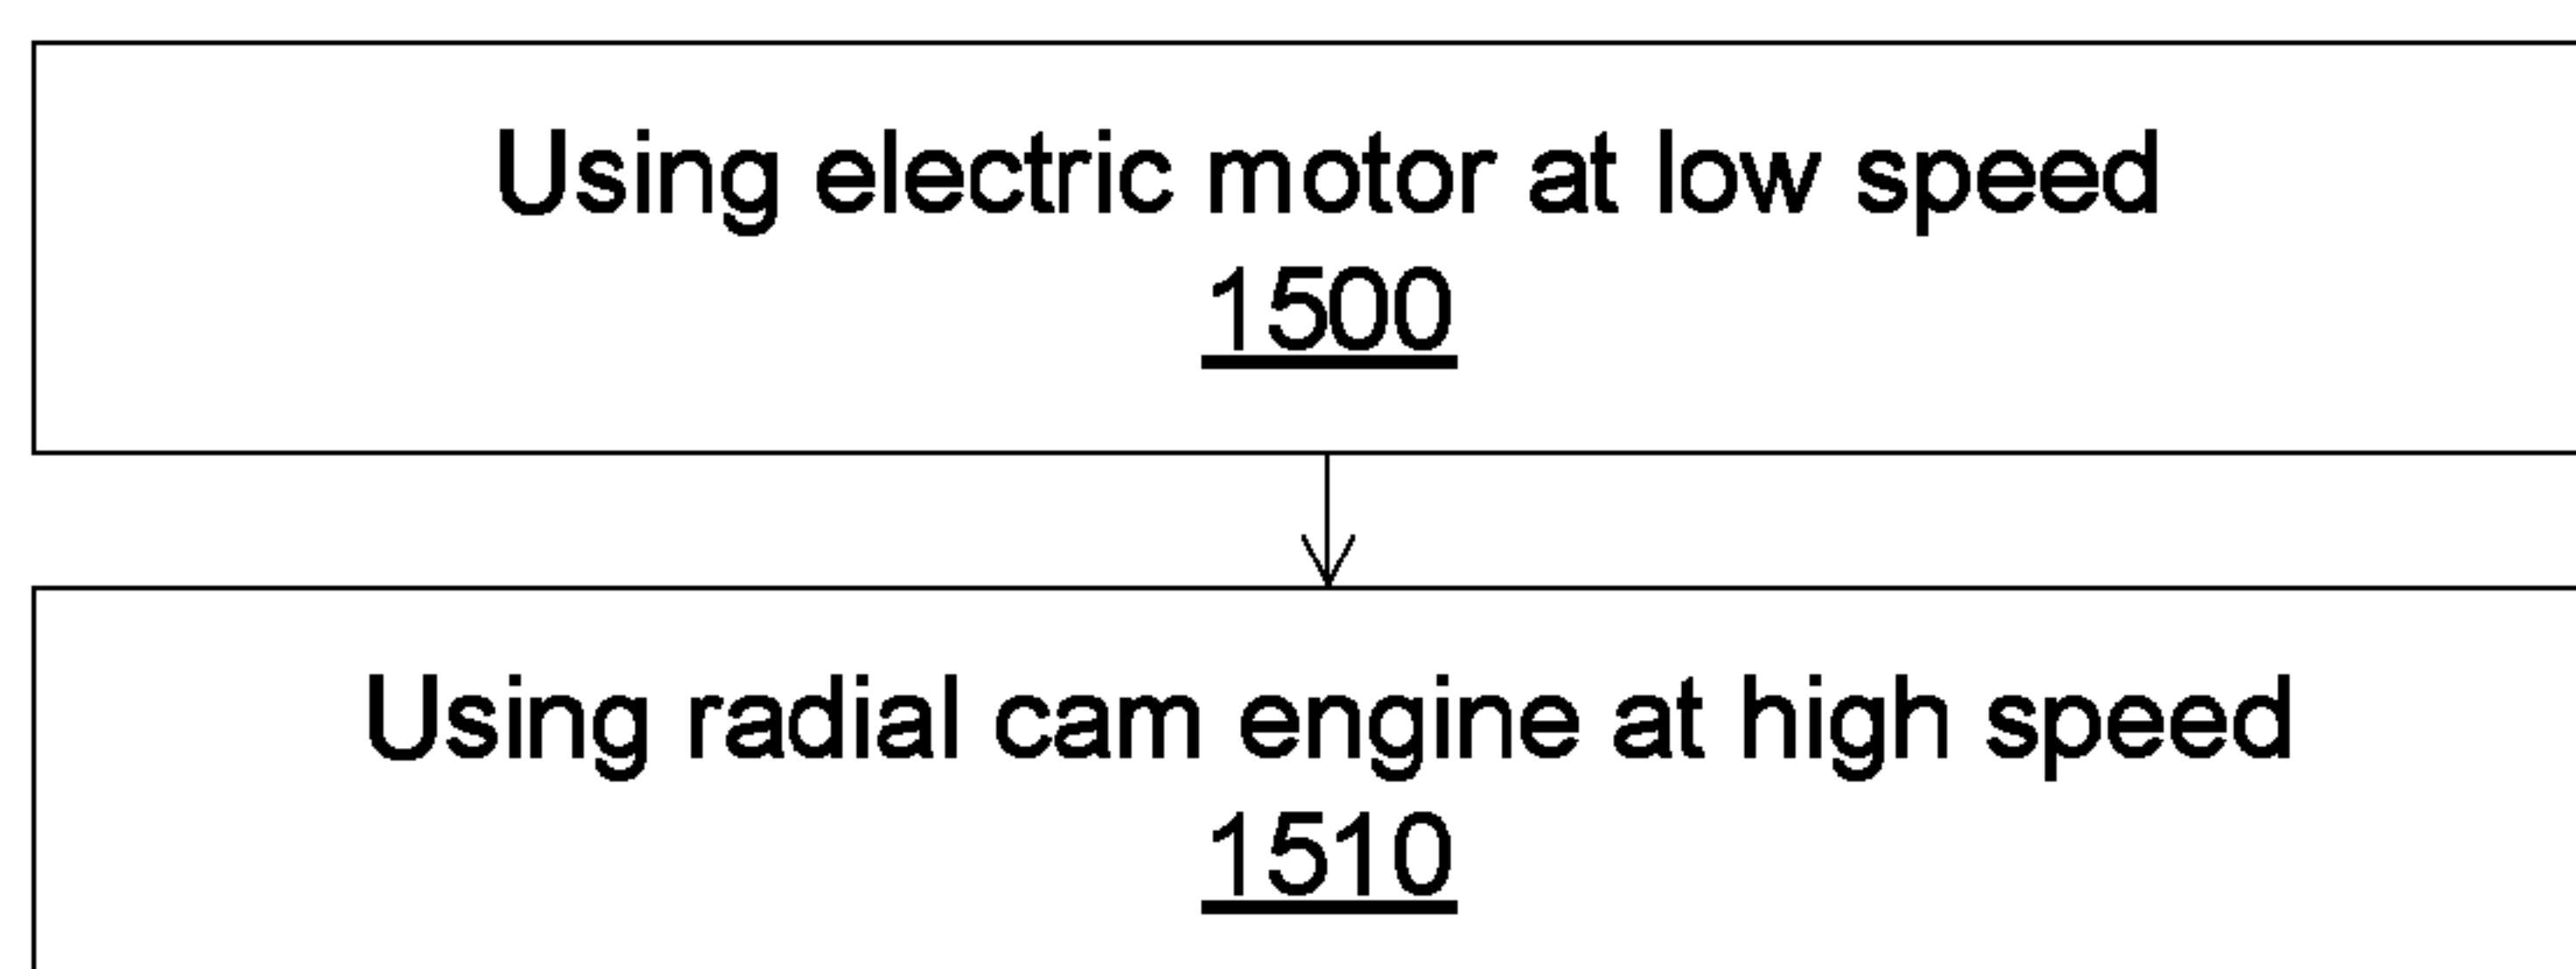 Using electric motor at low speed
1500
Using radial cam engine at high speed
1510